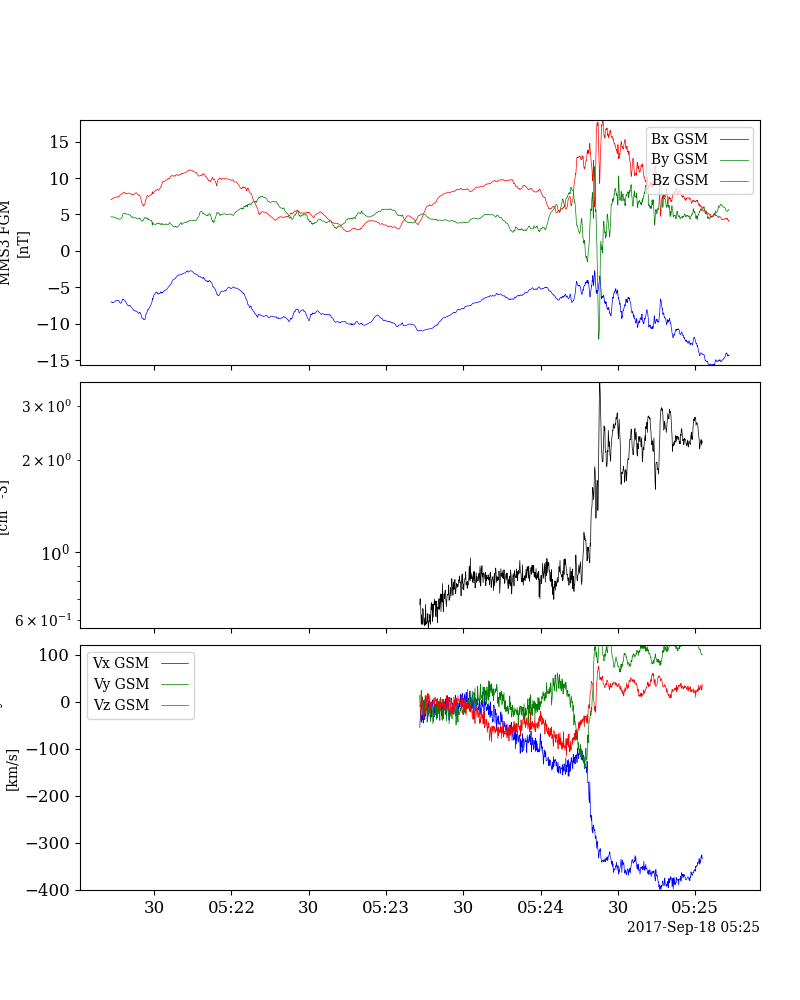 15
10
5
0
−5
−10
−15
MMS3 FGM
[nT]
Bx GSM
By GSM
Bz GSM
3 × 10⁰
2 × 10⁰
10⁰
6 × 10⁻¹
100
0
−100
−200
−300
−400
[km/s]
Vx GSM
Vy GSM
Vz GSM
30 05:22 30 05:23 30 05:24 30 05:25
2017-Sep-18 05:25